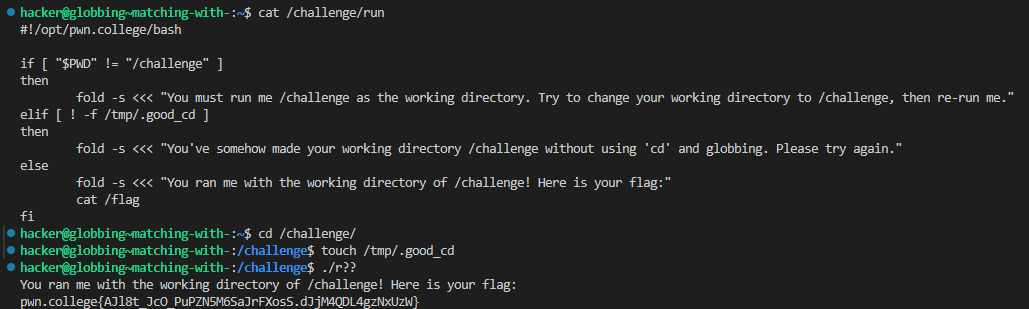 hacker@globbing~matching-with-:~$ cat /challenge/run
#!/opt/pwn.college/bash
if [ "$PWD" != "/challenge" ]
then
fold -s <<< "You must run me /challenge as the working directory. Try to change your working directory to /challenge, then re-run me."
elif [ ! -f /tmp/.good_cd ]
then
fold -s <<< "You've somehow made your working directory /challenge without using 'cd' and globbing. Please try again."
else
fold -s <<< "You ran me with the working directory of /challenge! Here is your flag:"
cat /flag
fi
hacker@globbing~matching-with-:~$ cd /challenge/
hacker@globbing~matching-with-:/challenge$ touch /tmp/.good_cd
hacker@globbing~matching-with-:/challenge$ ./r??
You ran me with the working directory of /challenge! Here is your flag:
pwn.college{AJl8t_JcO_PuPZN5M6SaJrFXosS.dJjM4QDL4gzNxUzW}